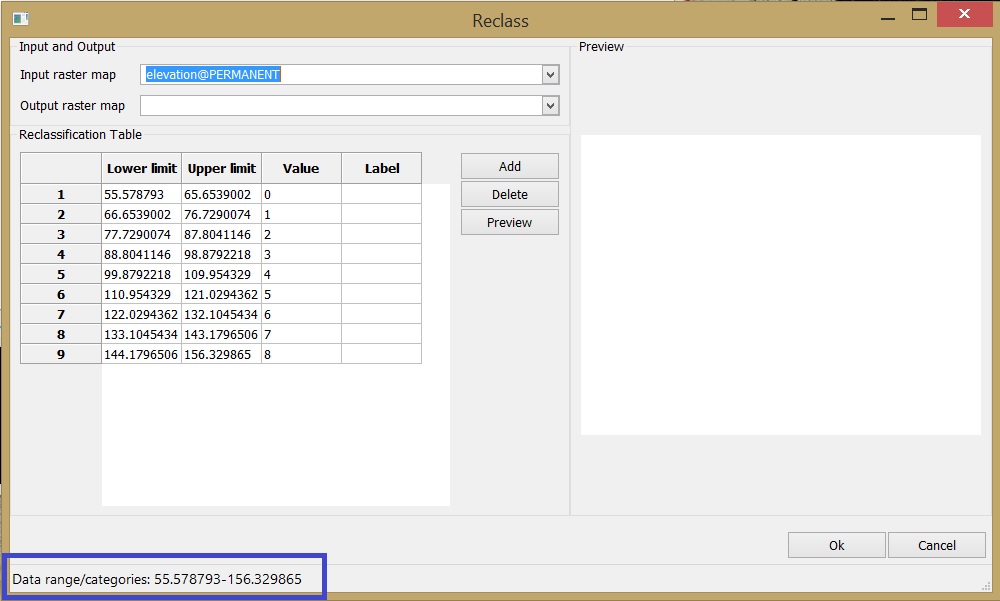 Reclass
Input and Output
Input raster map elevation@PERMANENT
Output raster map
Reclassification Table
Lower limit Upper limit Value Label
1 55.578793 65.6539002 0
2 66.6539002 76.7290074 1
3 77.7290074 87.8041146 2
4 88.8041146 98.8792218 3
5 99.8792218 109.954329 4
6 110.954329 121.0294362 5
7 122.0294362 132.1045434 6
8 133.1045434 143.1796506 7
9 144.1796506 156.329865 8
Add
Delete
Preview
Preview
Ok Cancel
Data range/categories: 55.578793-156.329865